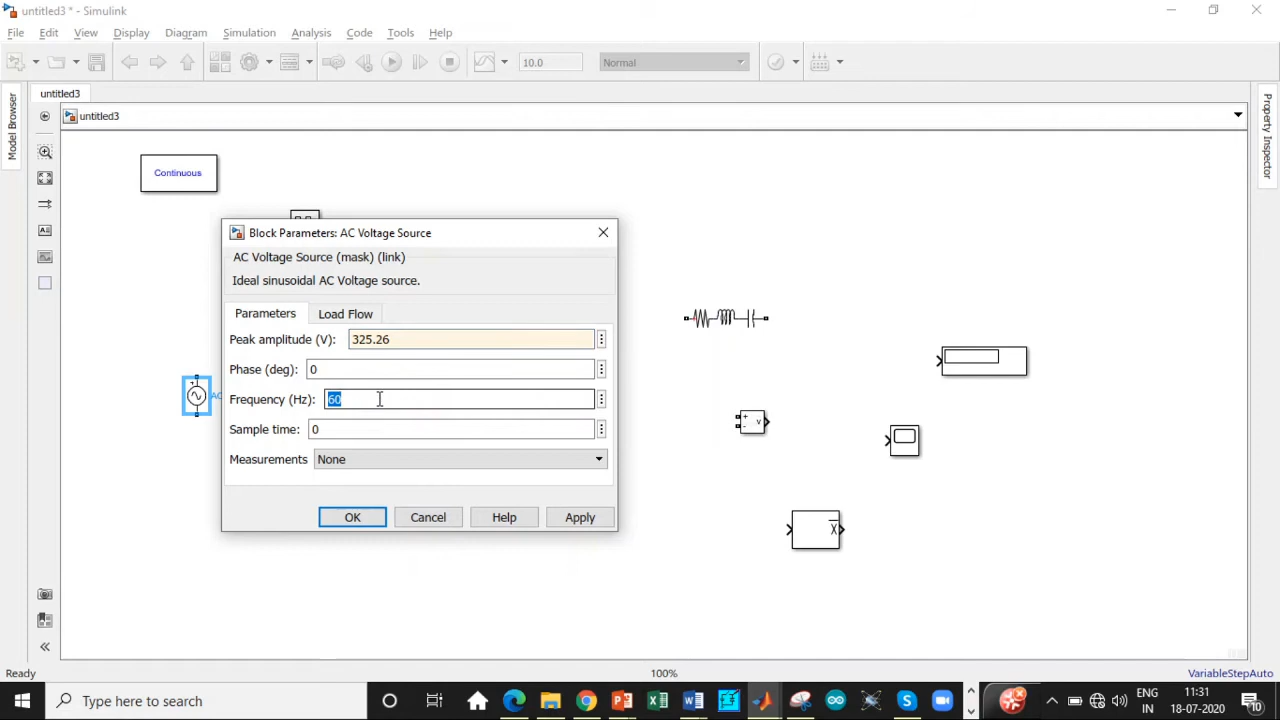 untitled3 * - Simulink
File Edit View Display Diagram Simulation Analysis Code Tools Help
10.0 Normal
untitled3
untitled3
Model Browser
Property Inspector
Continuous
Block Parameters: AC Voltage Source
AC Voltage Source (mask) (link)
Ideal sinusoidal AC Voltage source.
Parameters Load Flow
Peak amplitude (V): 325.26
Phase (deg): 0
AC
Frequency (Hz): 60
Sample time: 0
Measurements None
OK Cancel Help Apply
+
- v
X
Ready 100% VariableStepAuto
Type here to search
ENG
IN
11:31
18-07-2020
10